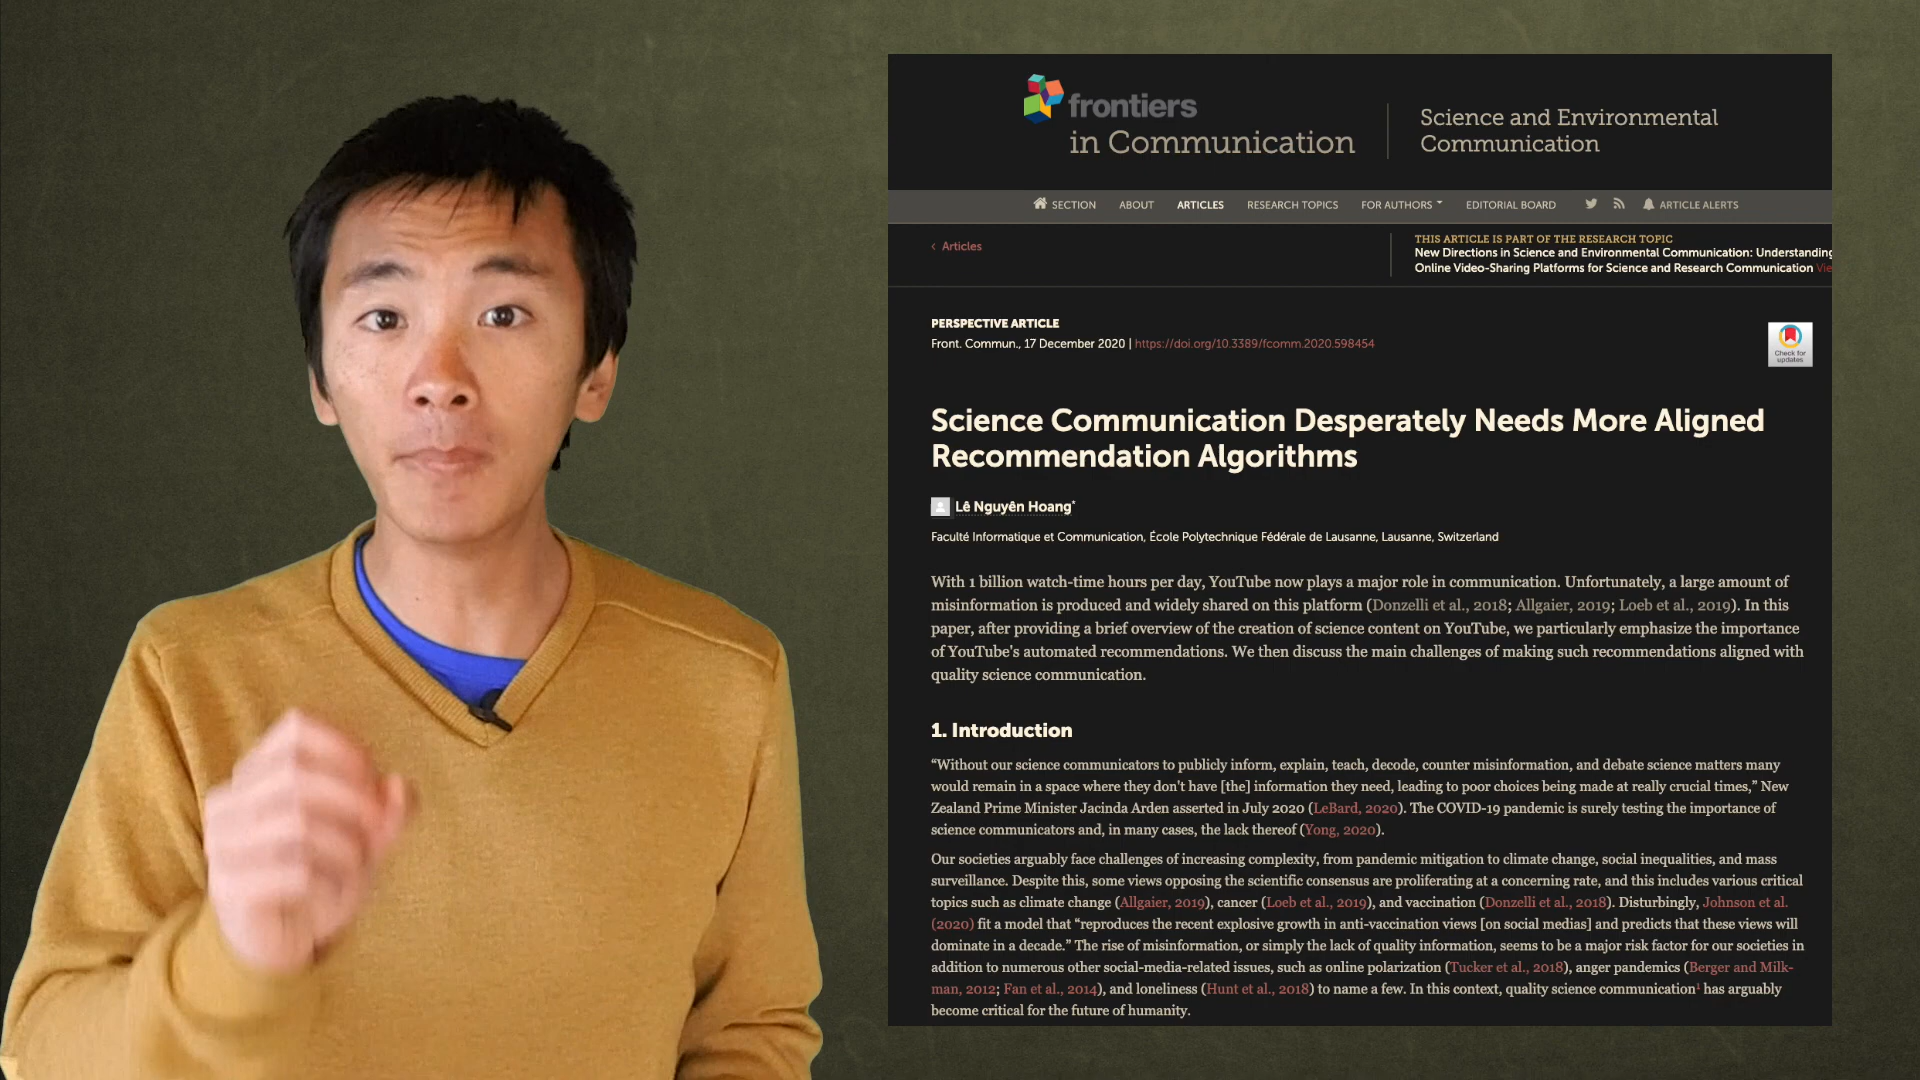 frontiers
in Communication
Science and Environmental
Communication
SECTION ABOUT ARTICLES RESEARCH TOPICS FOR AUTHORS EDITORIAL BOARD ARTICLE ALERTS
‹ Articles
THIS ARTICLE IS PART OF THE RESEARCH TOPIC
New Directions in Science and Environmental Communication: Understanding
Online Video-Sharing Platforms for Science and Research Communication Vie
PERSPECTIVE ARTICLE
Front. Commun., 17 December 2020 | https://doi.org/10.3389/fcomm.2020.598454
Check for
updates
Science Communication Desperately Needs More Aligned
Recommendation Algorithms
Lê Nguyên Hoang*
Faculté Informatique et Communication, École Polytechnique Fédérale de Lausanne, Lausanne, Switzerland
With 1 billion watch-time hours per day, YouTube now plays a major role in communication. Unfortunately, a large amount of
misinformation is produced and widely shared on this platform (Donzelli et al., 2018; Allgaier, 2019; Loeb et al., 2019). In this
paper, after providing a brief overview of the creation of science content on YouTube, we particularly emphasize the importance
of YouTube's automated recommendations. We then discuss the main challenges of making such recommendations aligned with
quality science communication.
1. Introduction
“Without our science communicators to publicly inform, explain, teach, decode, counter misinformation, and debate science matters many
would remain in a space where they don't have [the] information they need, leading to poor choices being made at really crucial times,” New
Zealand Prime Minister Jacinda Arden asserted in July 2020 (LeBard, 2020). The COVID-19 pandemic is surely testing the importance of
science communicators and, in many cases, the lack thereof (Yong, 2020).
Our societies arguably face challenges of increasing complexity, from pandemic mitigation to climate change, social inequalities, and mass
surveillance. Despite this, some views opposing the scientific consensus are proliferating at a concerning rate, and this includes various critical
topics such as climate change (Allgaier, 2019), cancer (Loeb et al., 2019), and vaccination (Donzelli et al., 2018). Disturbingly, Johnson et al.
(2020) fit a model that “reproduces the recent explosive growth in anti-vaccination views [on social medias] and predicts that these views will
dominate in a decade.” The rise of misinformation, or simply the lack of quality information, seems to be a major risk factor for our societies in
addition to numerous other social-media-related issues, such as online polarization (Tucker et al., 2018), anger pandemics (Berger and Milk-
man, 2012; Fan et al., 2014), and loneliness (Hunt et al., 2018) to name a few. In this context, quality science communication¹ has arguably
become critical for the future of humanity.